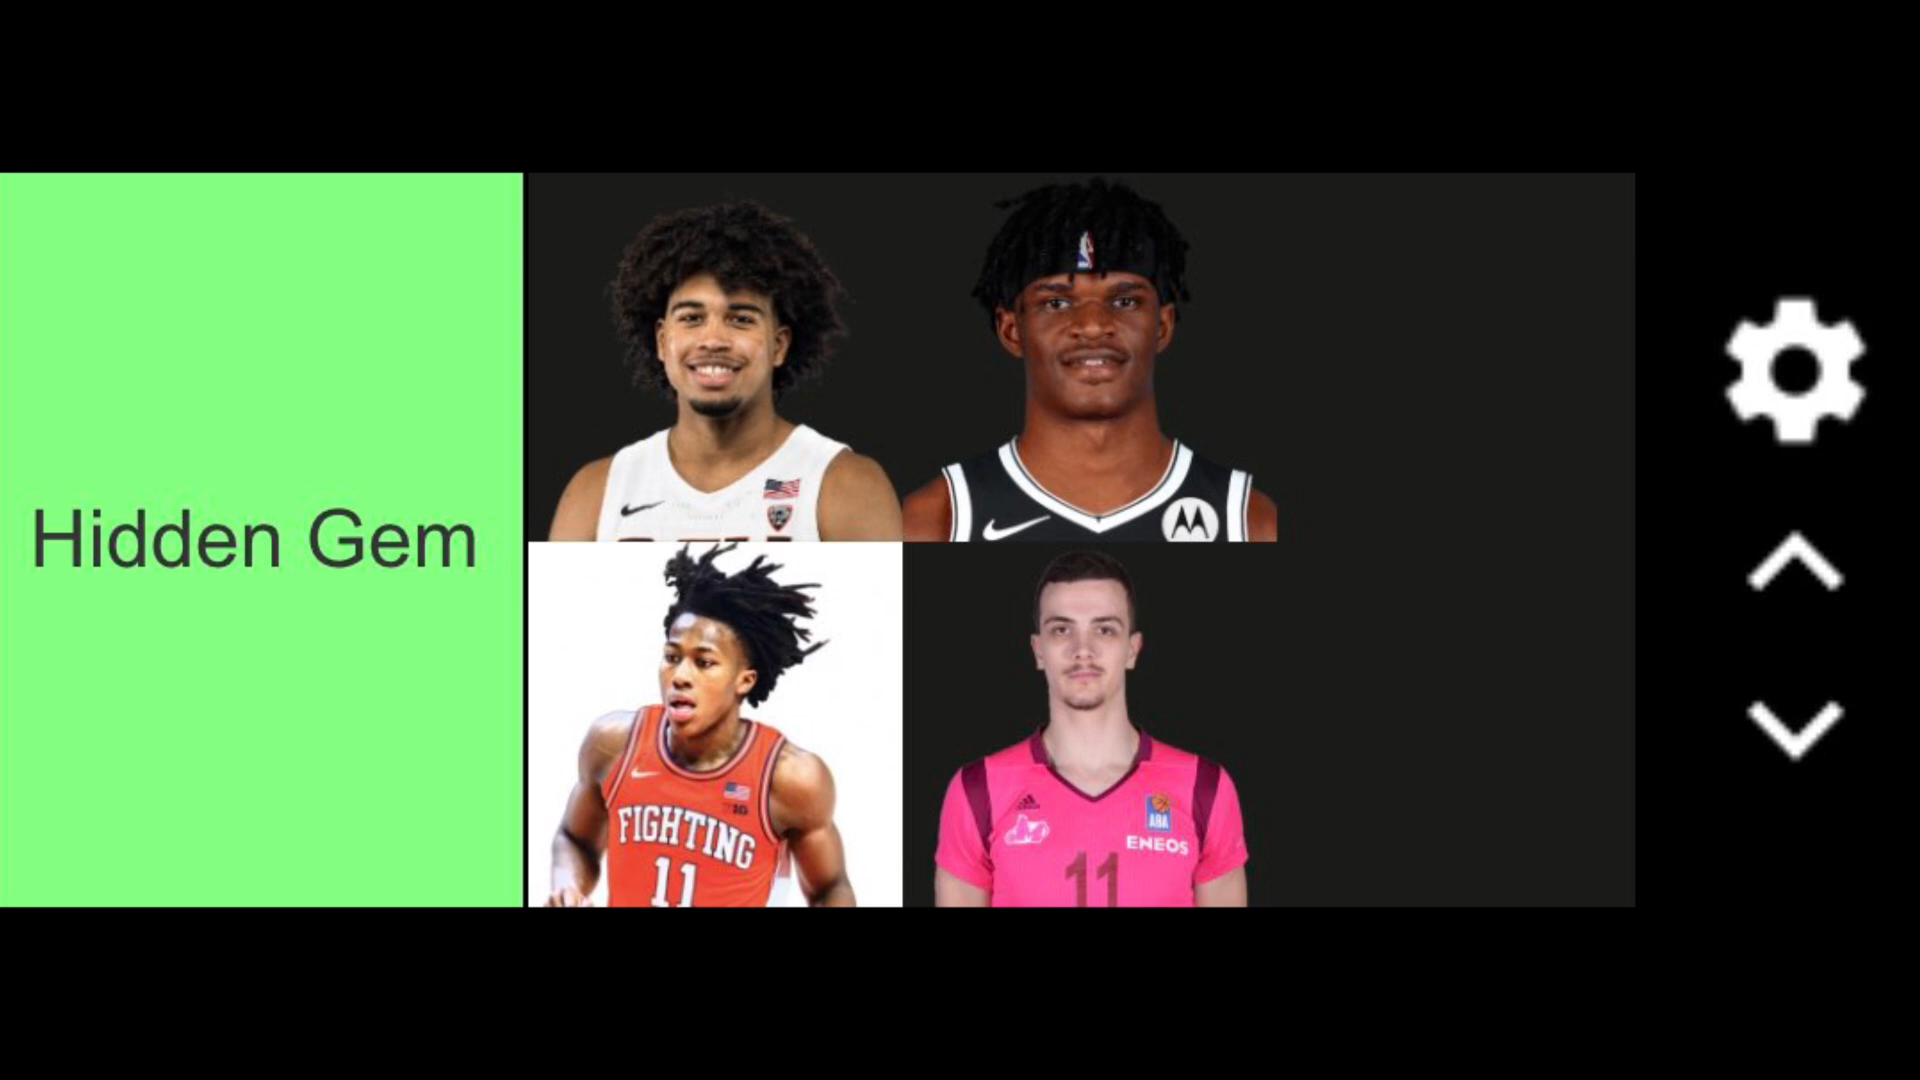 Hidden Gem
FIGHTING
11
ABA
ENEOS
11